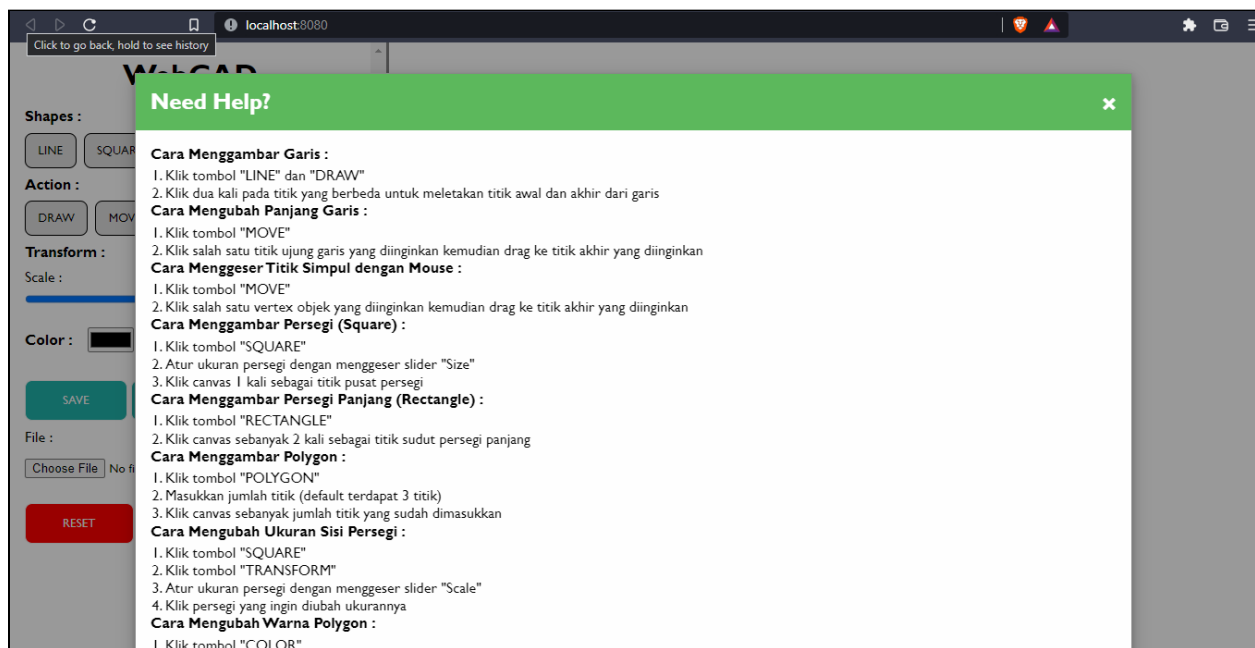 localhost:8080
Click to go back, hold to see history
WebCAD
Need Help?
Shapes :
LINE
Action :
DRAW
Transform :
Scale :
Color :
SAVE
File :
Choose File No
RESET
Cara Menggambar Garis :
1. Klik tombol "LINE" dan "DRAW"
2. Klik dua kali pada titik yang berbeda untuk meletakan titik awal dan akhir dari garis
Cara Mengubah Panjang Garis :
1. Klik tombol "MOVE"
2. Klik salah satu titik ujung garis yang diinginkan kemudian drag ke titik akhir yang diinginkan
Cara Menggeser Titik Simpul dengan Mouse :
1. Klik tombol "MOVE"
2. Klik salah satu vertex objek yang diinginkan kemudian drag ke titik akhir yang diinginkan
Cara Menggambar Persegi (Square) :
1. Klik tombol "SQUARE"
2. Atur ukuran persegi dengan menggeser slider "Size"
3. Klik canvas 1 kali sebagai titik pusat persegi
Cara Menggambar Persegi Panjang (Rectangle) :
1. Klik tombol "RECTANGLE"
2. Klik canvas sebanyak 2 kali sebagai titik sudut persegi panjang
Cara Menggambar Polygon :
1. Klik tombol "POLYGON"
2. Masukkan jumlah titik (default terdapat 3 titik)
3. Klik canvas sebanyak jumlah titik yang sudah dimasukkan
Cara Mengubah Ukuran Sisi Persegi :
1. Klik tombol "SQUARE"
2. Klik tombol "TRANSFORM"
3. Atur ukuran persegi dengan menggeser slider "Scale"
4. Klik persegi yang ingin diubah ukurannya
Cara Mengubah Warna Polygon :
1. Klik tombol "COLOR"